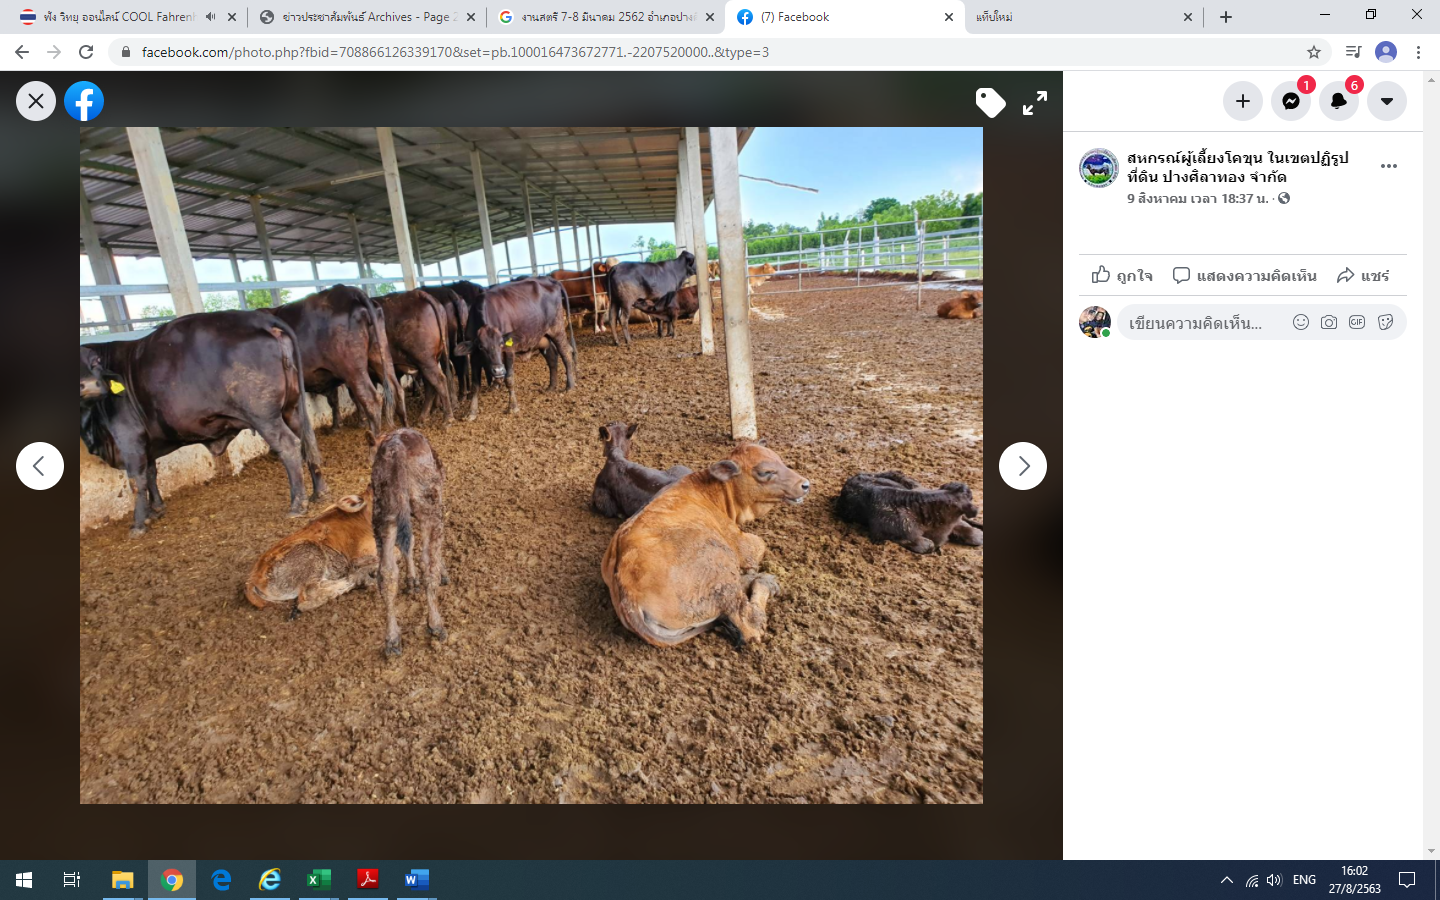 ฟัง วิทยุ ออนไลน์ COOL Fahrenh
ข่าวประชาสัมพันธ์ Archives - Page 2
งานสตรี 7-8 มีนาคม 2562 อำเภอปาง
(7) Facebook
แท็บใหม่
facebook.com/photo.php?fbid=708866126339170&set=pb.100016473672771.-2207520000..&type=3
1
6
สหกรณ์ผู้เลี้ยงโคขุน ในเขตปฏิรูป
ที่ดิน ปางศิลาทอง จำกัด
9 สิงหาคม เวลา 18:37 น. ·
ถูกใจ
แสดงความคิดเห็น
แชร์
เขียนความคิดเห็น...
GIF
ENG
16:02
27/8/2563